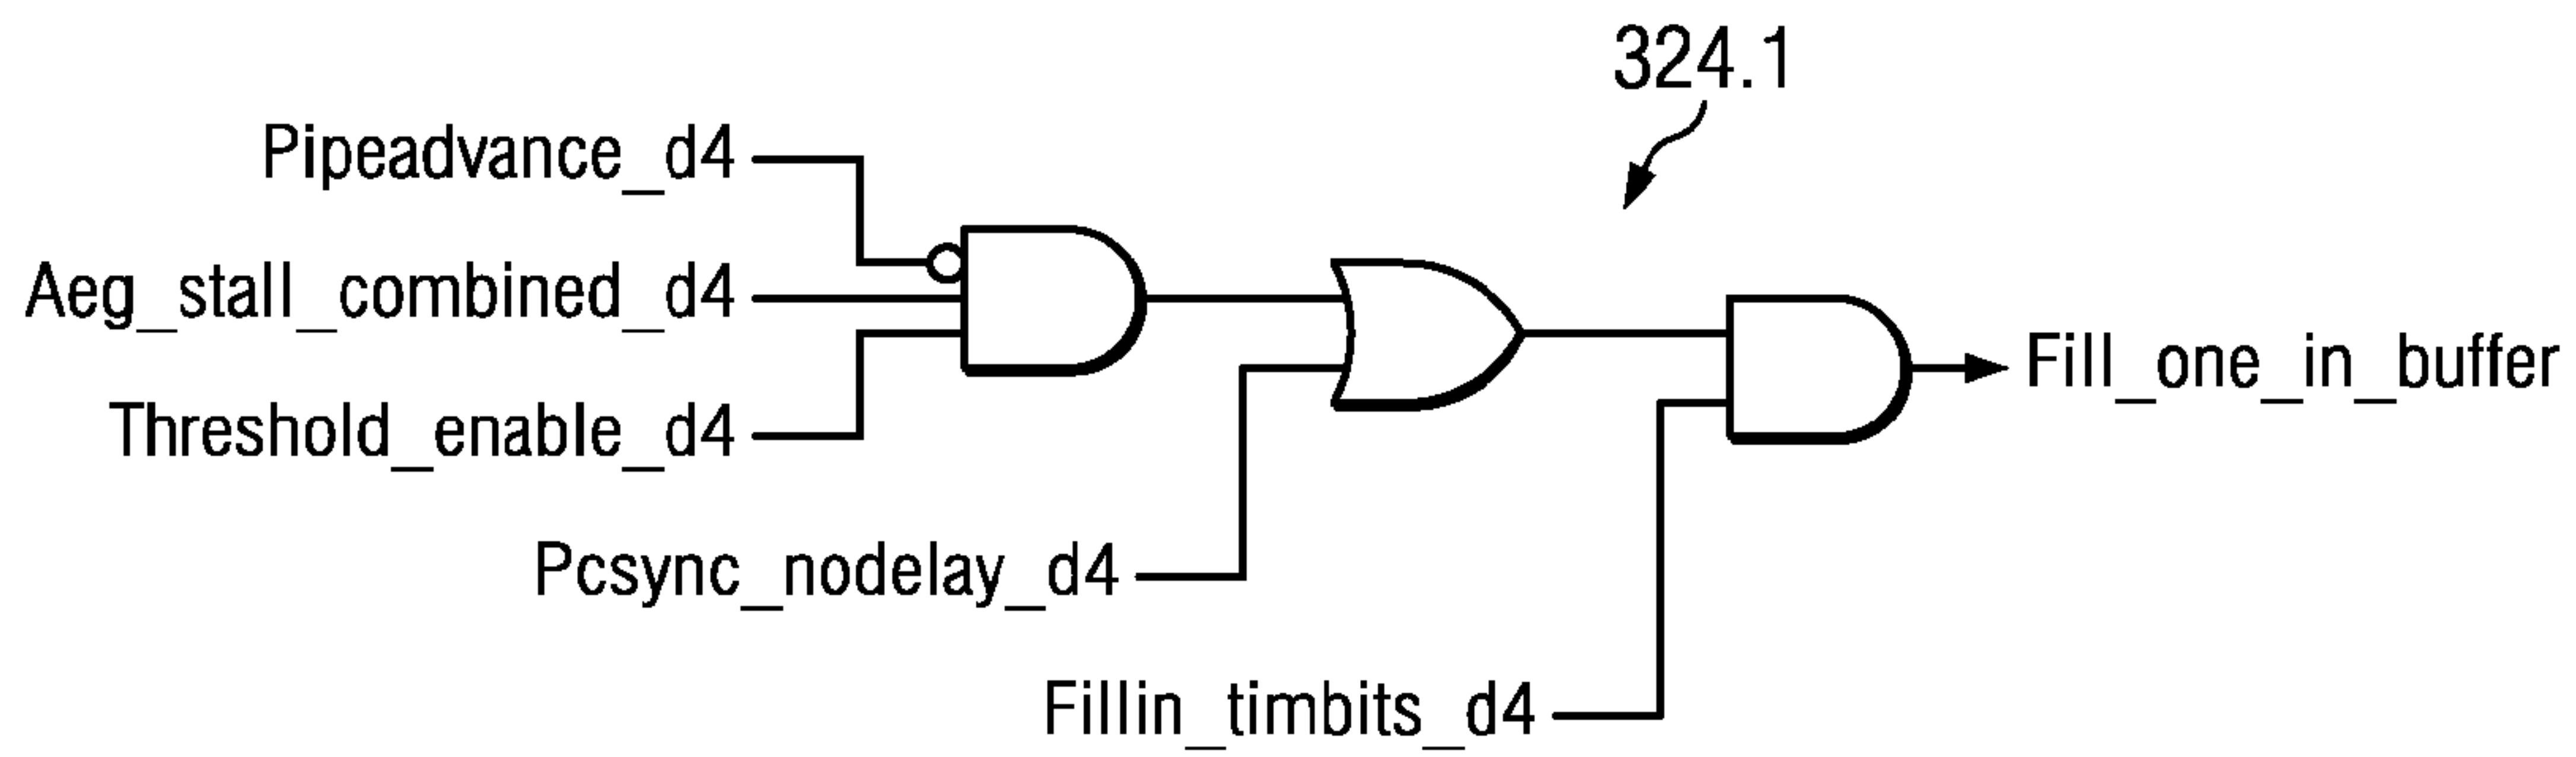 324.1
Pipeadvance_d4
Aeg_stall_combined_d4
Threshold_enable_d4
Fill_one_in_buffer
Pcsync_nodelay_d4
Fillin_timbits_d4